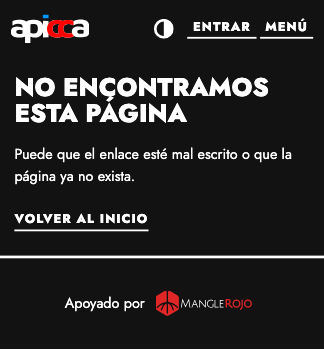 apicca
ENTRAR MENÚ
NO ENCONTRAMOS
ESTA PÁGINA
Puede que el enlace esté mal escrito o que la
página ya no exista.
VOLVER AL INICIO
Apoyado por MANGLEROJO